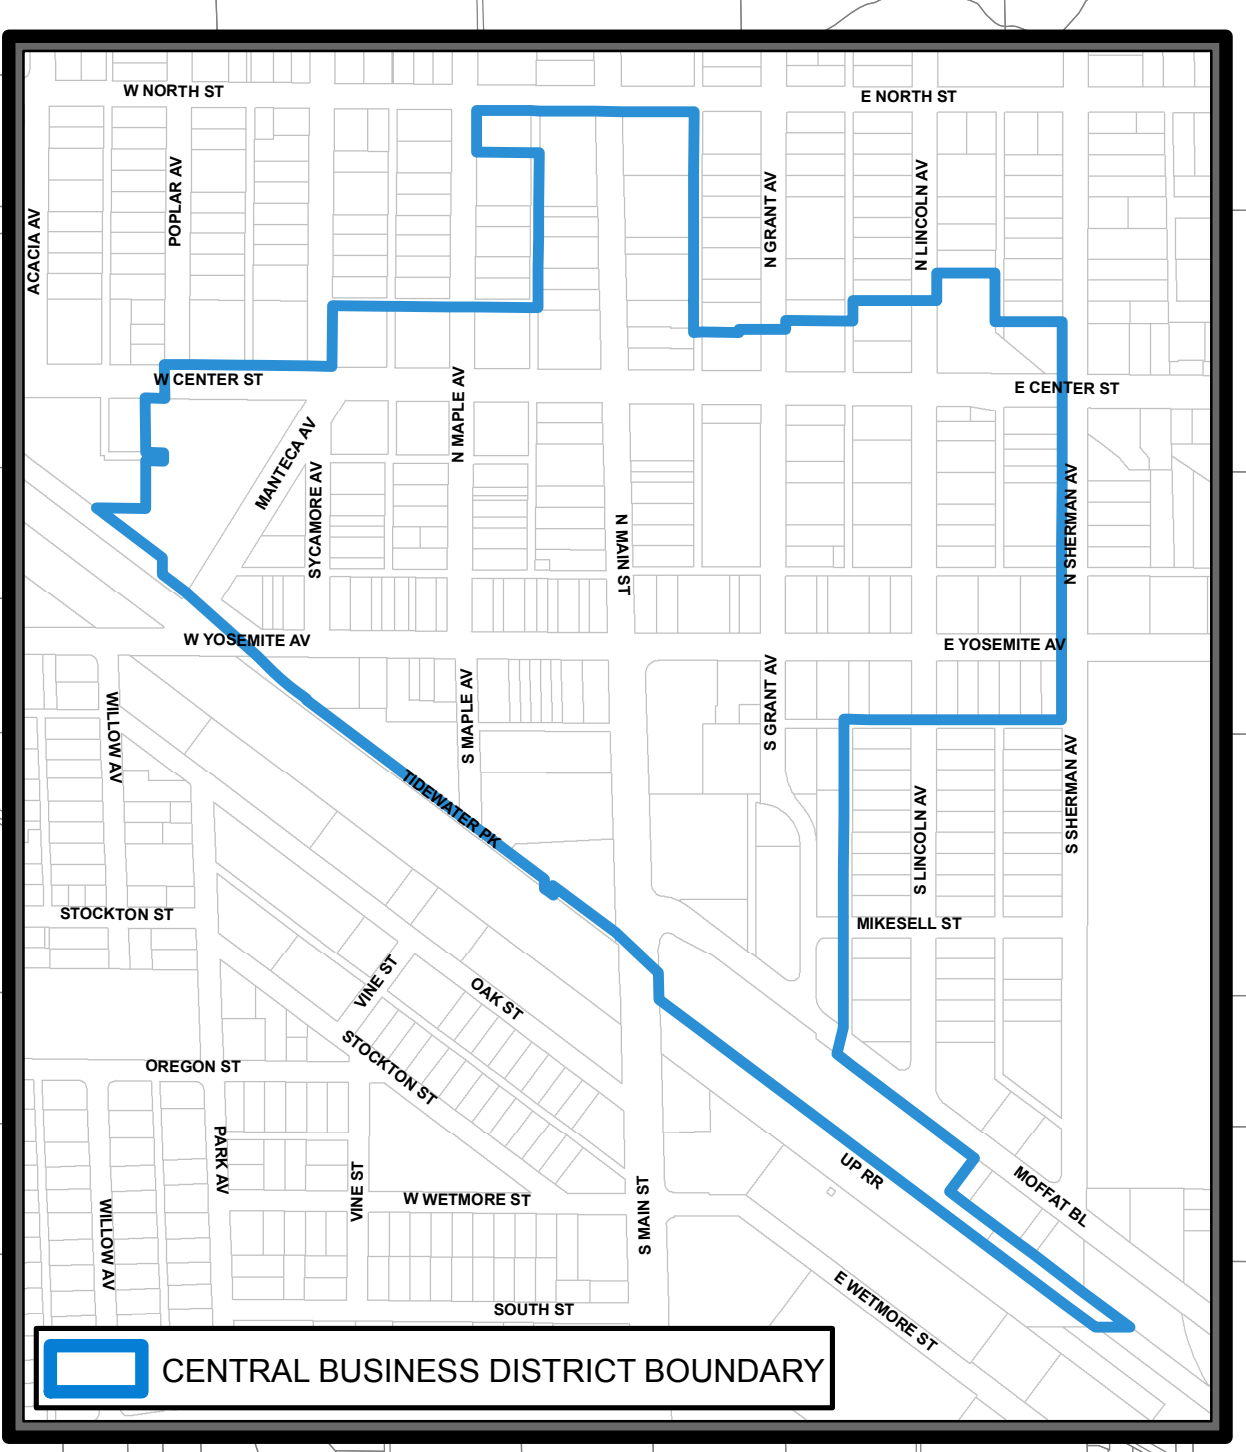 W NORTH ST
E NORTH ST
ACACIA AV
POPLAR AV
N GRANT AV
N LINCOLN AV
W CENTER ST
E CENTER ST
N MAPLE AV
MANTECA AV
SYCAMORE AV
N MAIN ST
N SHERMAN AV
W YOSEMITE AV
E YOSEMITE AV
WILLOW AV
S MAPLE AV
S GRANT AV
S SHERMAN AV
TIDEWATER PK
S LINCOLN AV
STOCKTON ST
MIKESELL ST
VINE ST
OAK ST
STOCKTON ST
OREGON ST
PARK AV
VINE ST
W WETMORE ST
S MAIN ST
UP RR
MOFFAT BL
WILLOW AV
E WETMORE ST
SOUTH ST
CENTRAL BUSINESS DISTRICT BOUNDARY